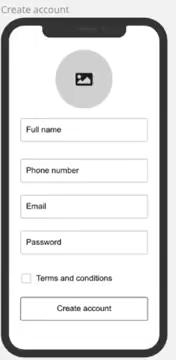 Create account
Full name
Phone number
Email
Password
Terms and conditions
Create account